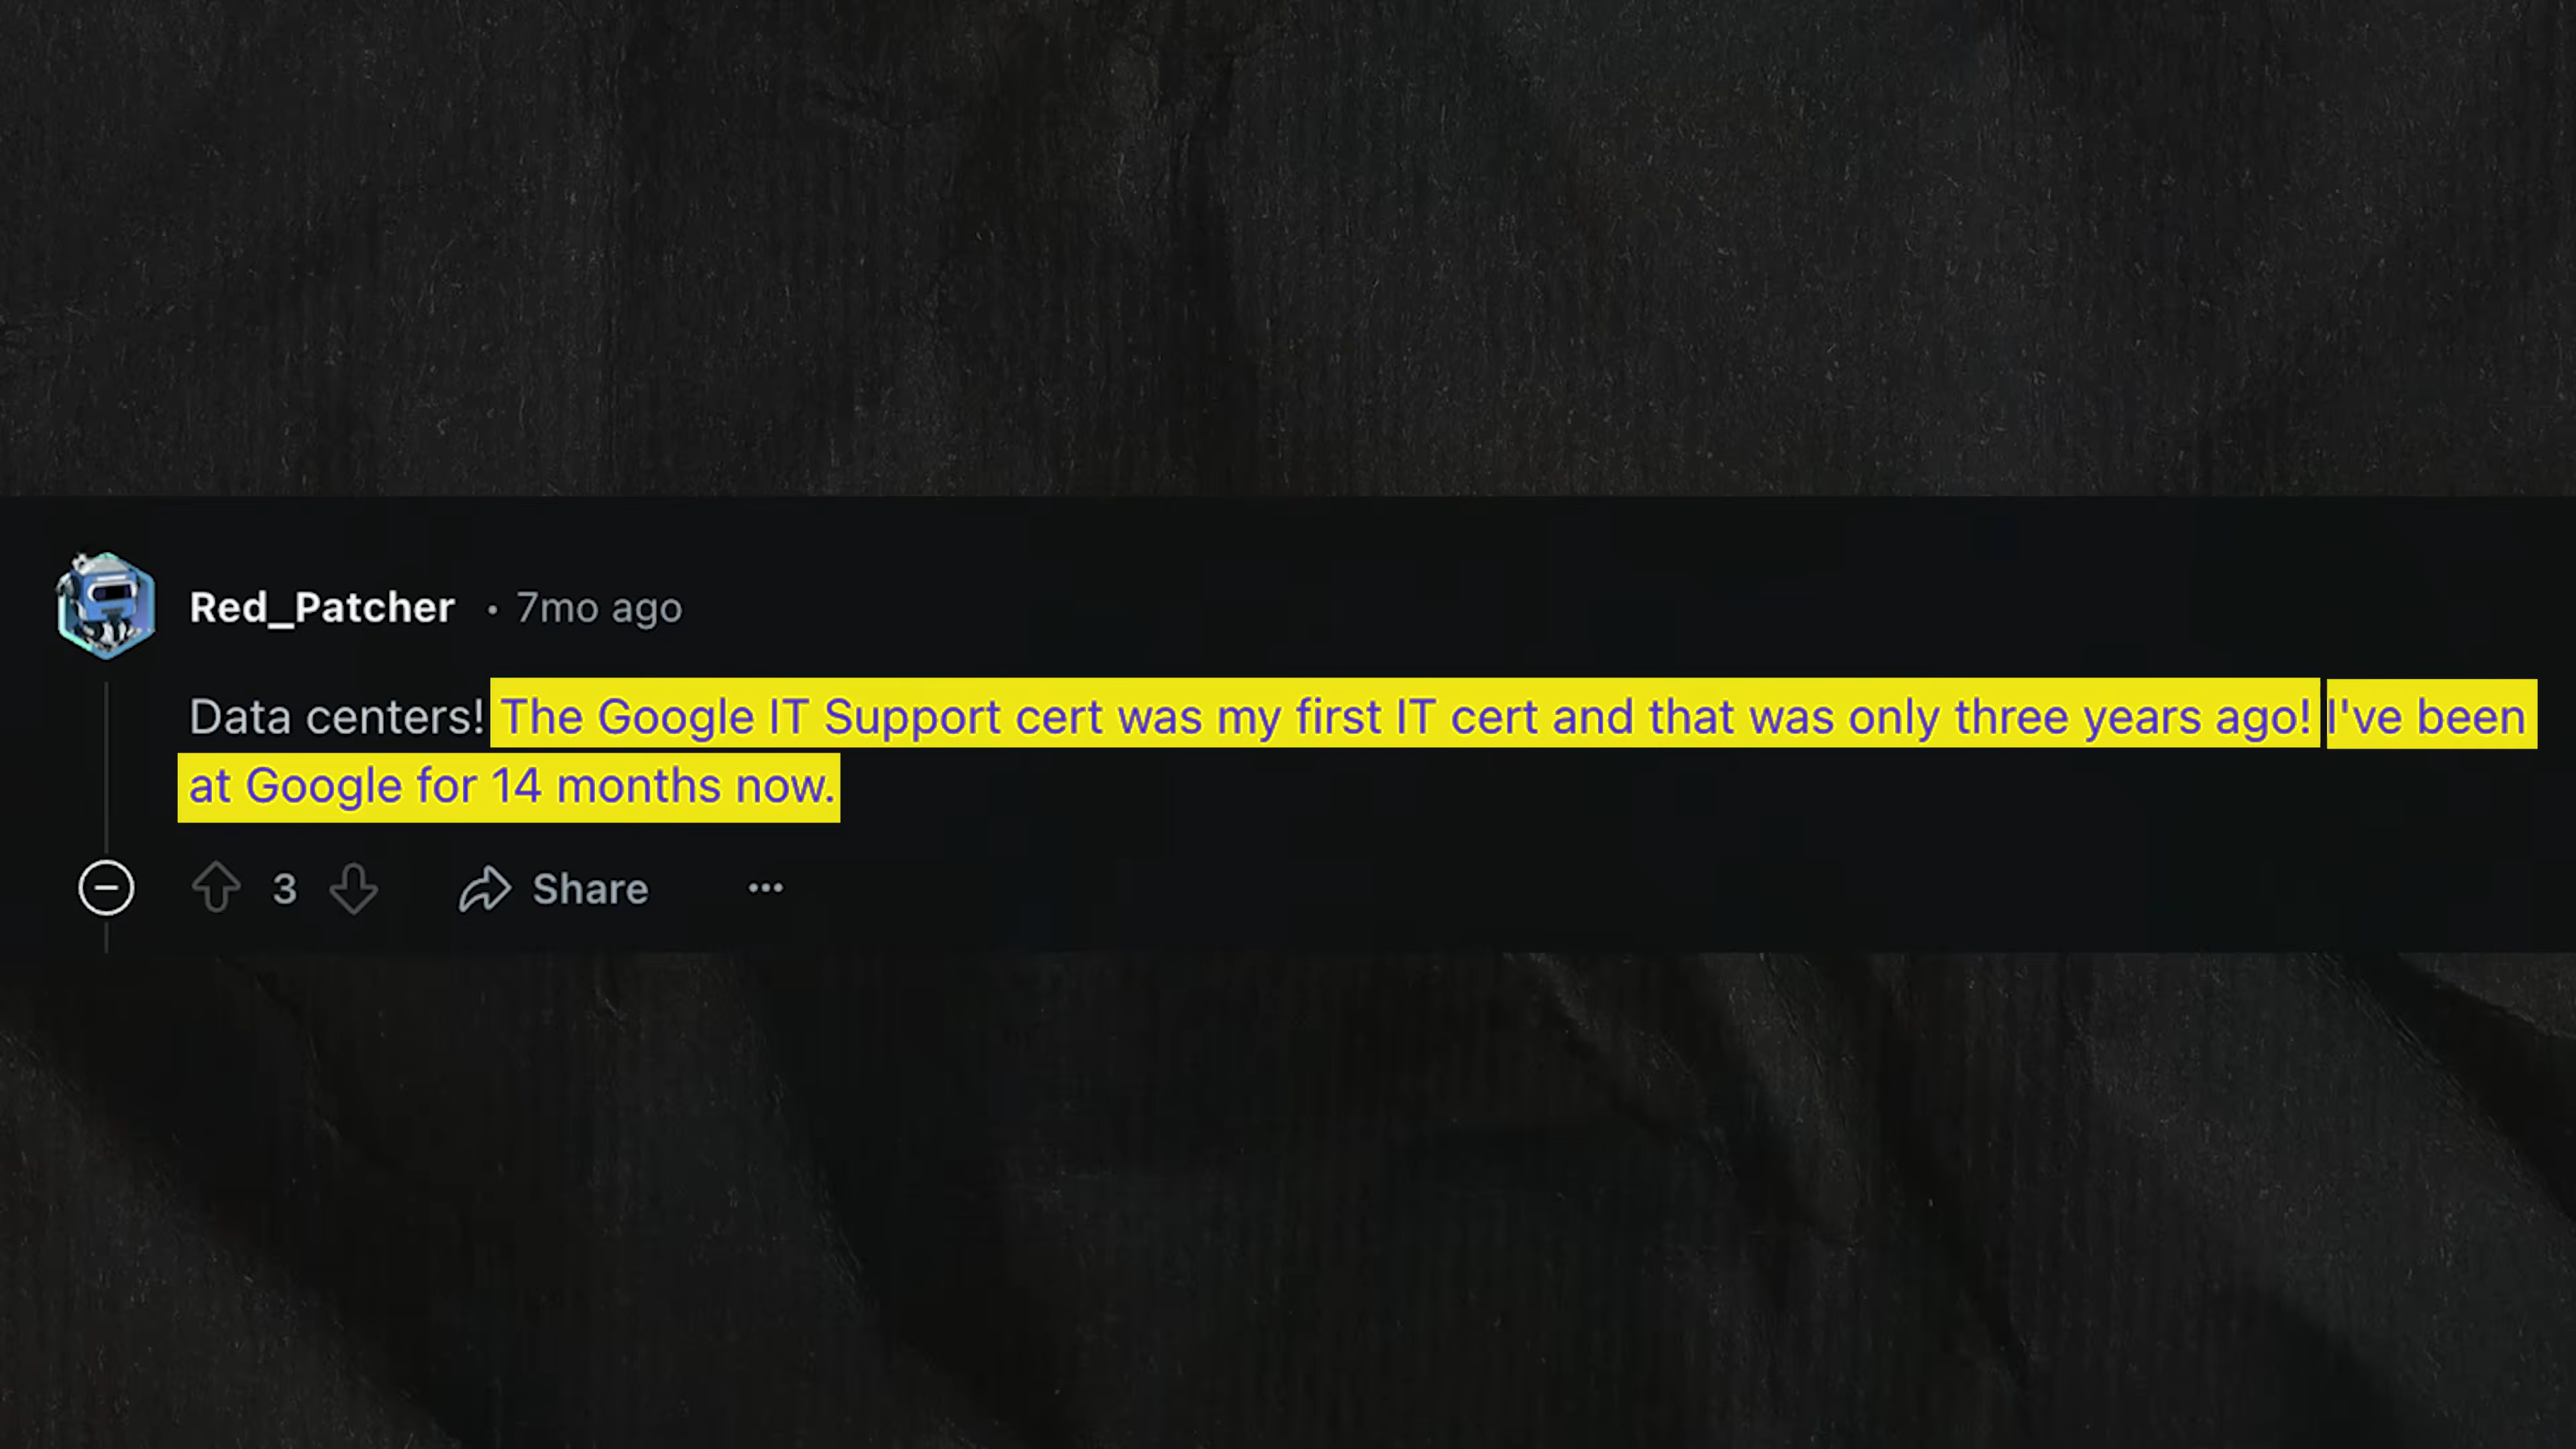 Red_Patcher • 7mo ago
Data centers! The Google IT Support cert was my first IT cert and that was only three years ago! I've been
at Google for 14 months now.
3 Share ...